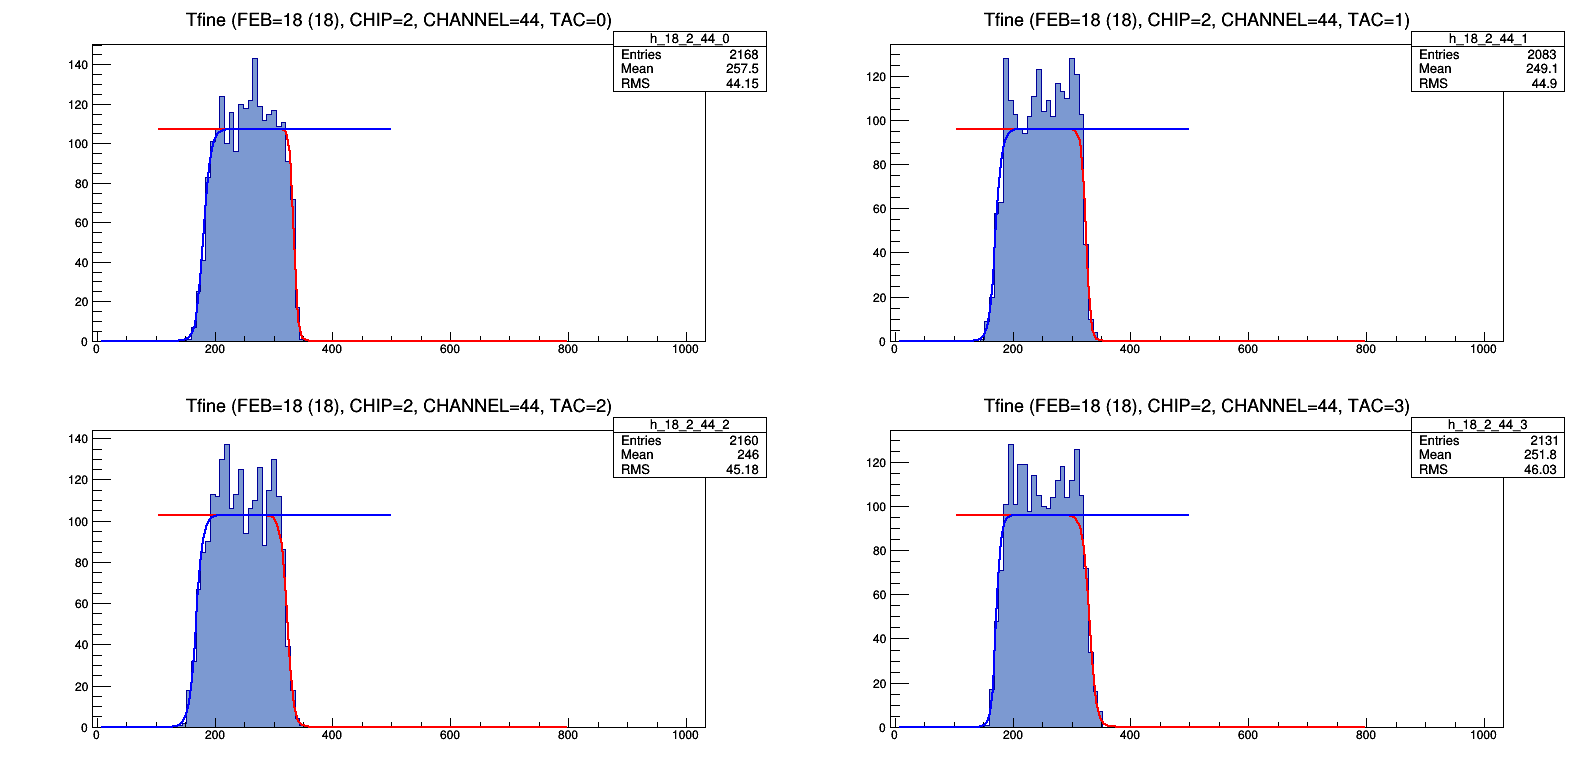 Tfine (FEB=18 (18), CHIP=2, CHANNEL=44, TAC=0)
h_18_2_44_0
Entries 2168
Mean 257.5
RMS 44.15
140
120
100
80
60
40
20
0
0 200 400 600 800 1000
Tfine (FEB=18 (18), CHIP=2, CHANNEL=44, TAC=1)
h_18_2_44_1
Entries 2083
Mean 249.1
RMS 44.9
120
100
80
60
40
20
0
0 200 400 600 800 1000
Tfine (FEB=18 (18), CHIP=2, CHANNEL=44, TAC=2)
h_18_2_44_2
Entries 2160
Mean 246
RMS 45.18
140
120
100
80
60
40
20
0
0 200 400 600 800 1000
Tfine (FEB=18 (18), CHIP=2, CHANNEL=44, TAC=3)
h_18_2_44_3
Entries 2131
Mean 251.8
RMS 46.03
120
100
80
60
40
20
0
0 200 400 600 800 1000